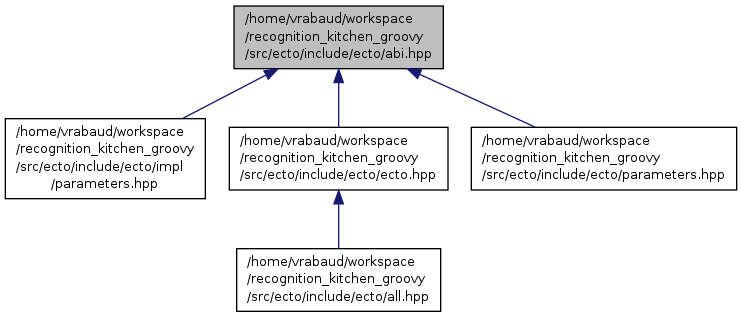 /home/vrabaud/workspace
/recognition_kitchen_groovy
/src/ecto/include/ecto/abi.hpp
/home/vrabaud/workspace
/recognition_kitchen_groovy
/src/ecto/include/ecto/impl
/parameters.hpp
/home/vrabaud/workspace
/recognition_kitchen_groovy
/src/ecto/include/ecto/ecto.hpp
/home/vrabaud/workspace
/recognition_kitchen_groovy
/src/ecto/include/ecto/parameters.hpp
/home/vrabaud/workspace
/recognition_kitchen_groovy
/src/ecto/include/ecto/all.hpp